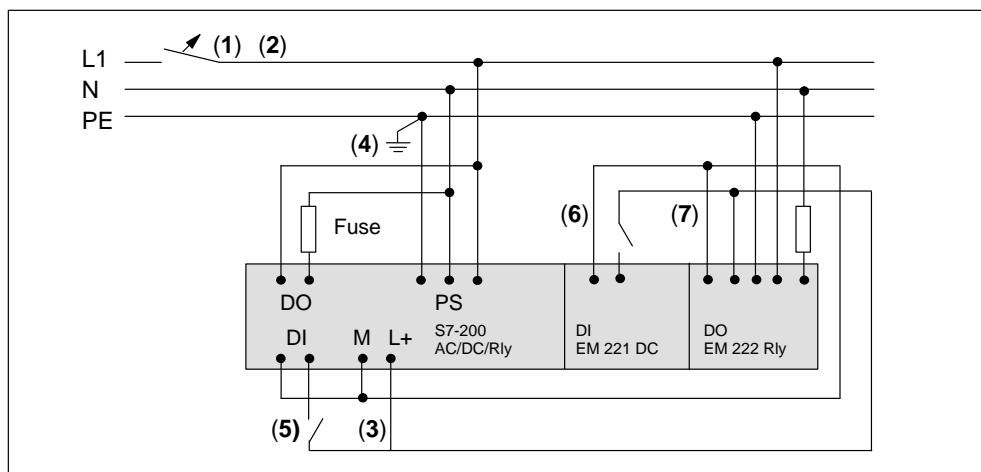 L1
(1) (2)
N
PE
(4)
(6)
(7)
Fuse
DO
PS
DI
M
L+
S7-200
AC/DC/Rly
DI
EM 221 DC
DO
EM 222 Rly
(5)
(3)